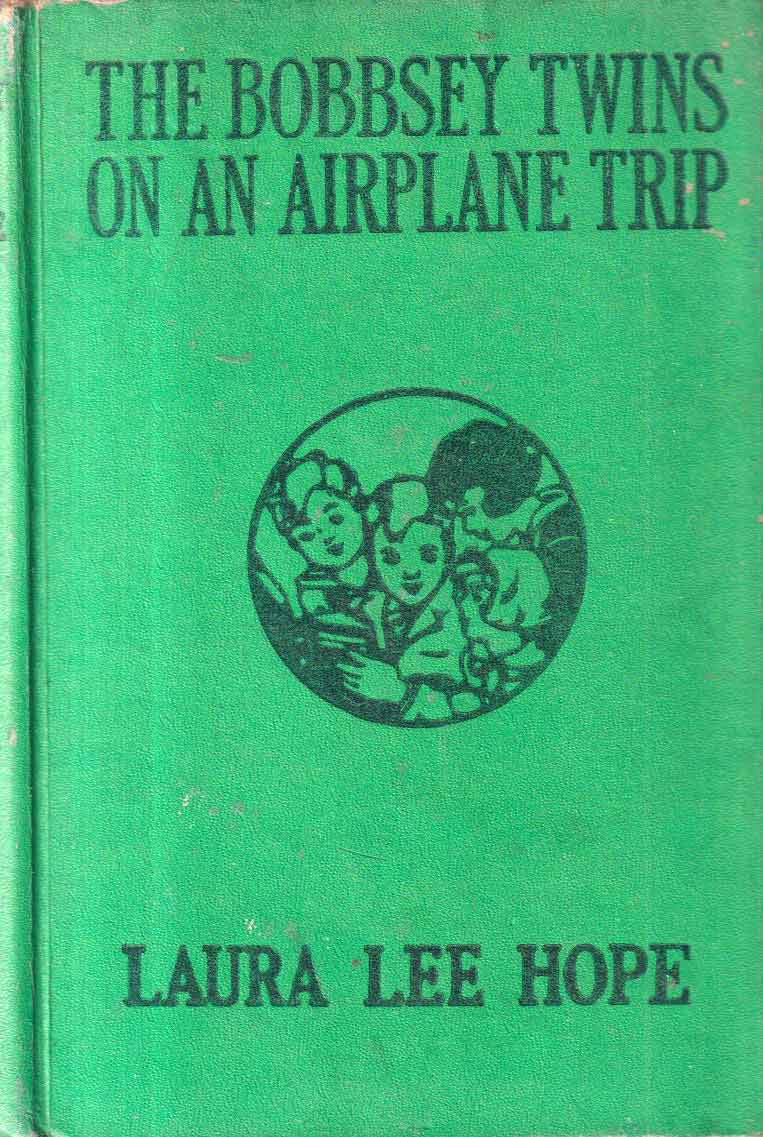 THE BOBBSEY TWINS
ON AN AIRPLANE TRIP
LAURA LEE HOPE